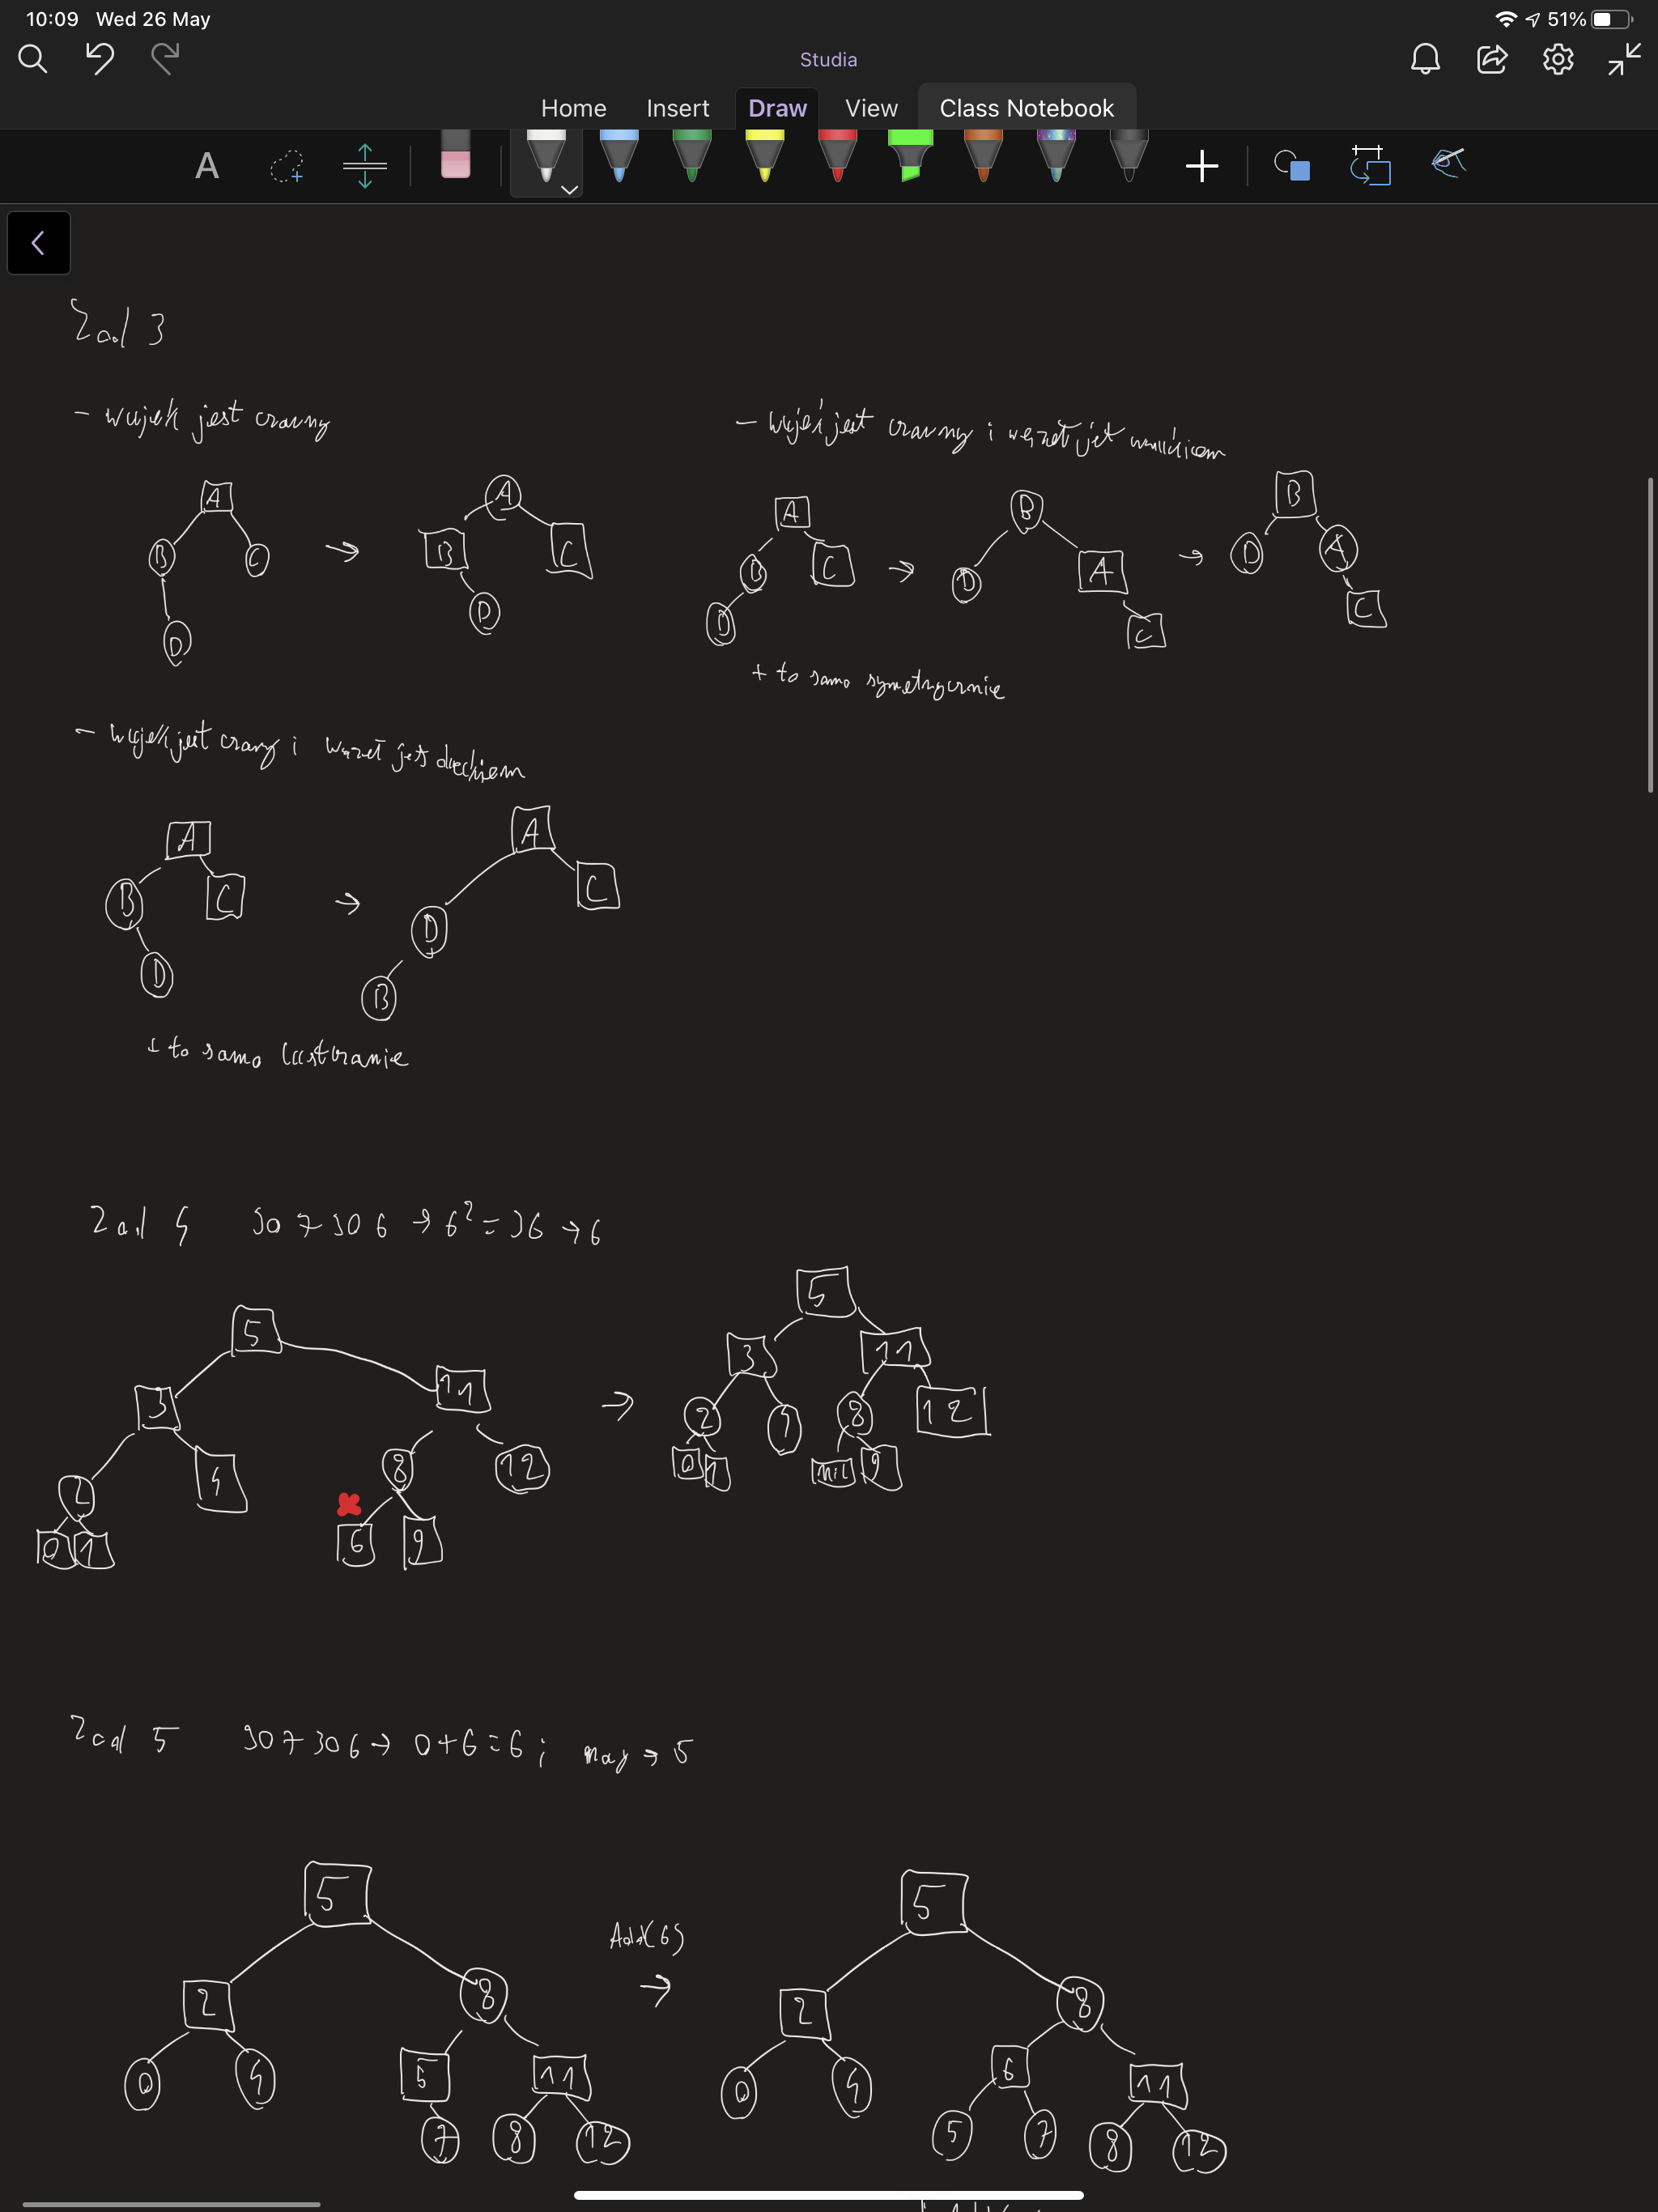 10:09 Wed 26 May
51%
Studia
Home Insert Draw View Class Notebook
A
Zad 3
- wujek jest czarny
A
B C
D
A
B C
D
- wujek jest czarny i węzeł jest wnukiem
A
B C
D
B
D A
C
B
D A
C
+ to samo symetrycznie
- wujek jest czarny i węzeł jest
A
B C
D
A
D C
B
+ to samo lustrzanie
Zad 4 307306 → 6² = 36 → 6
5
3 11
2 4 8 12
0 1 6 9
5
3 11
2 4 8 12
0 1 nil 9
Zad 5 307306 → 0+6=6; → 5
5
2 8
0 4 5 11
7 8 12
Add(6)
5
2 8
0 4 6 11
5 7 8 12